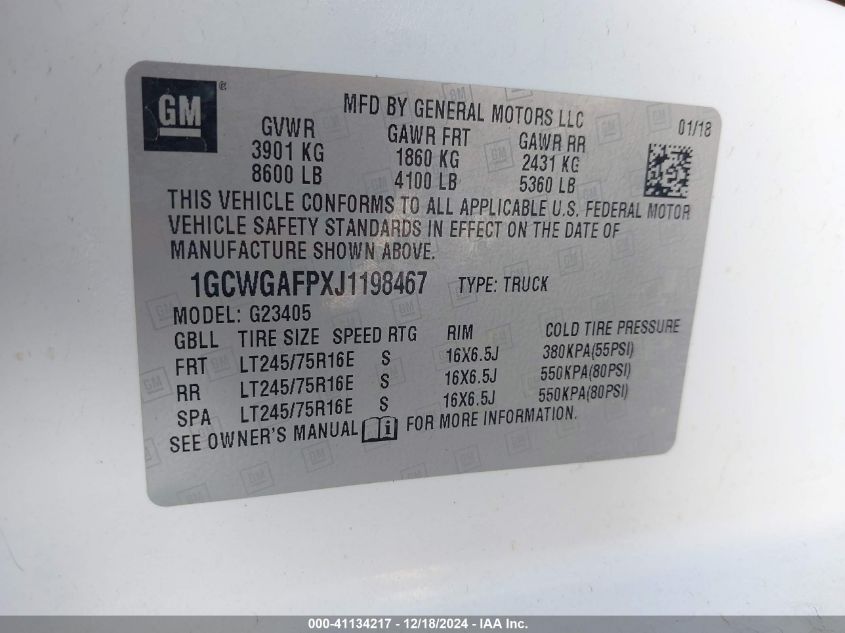 GM ®
MFD BY GENERAL MOTORS LLC
01/18
GVWR GAWR FRT GAWR RR
3901 KG 1860 KG 2431 KG
8600 LB 4100 LB 5360 LB
THIS VEHICLE CONFORMS TO ALL APPLICABLE U.S. FEDERAL MOTOR
VEHICLE SAFETY STANDARDS IN EFFECT ON THE DATE OF
MANUFACTURE SHOWN ABOVE.
1GCWGAFPXJ1198467 TYPE: TRUCK
MODEL: G23405
GBLL TIRE SIZE SPEED RTG RIM COLD TIRE PRESSURE
FRT LT245/75R16E S 16X6.5J 380KPA(55PSI)
RR LT245/75R16E S 16X6.5J 550KPA(80PSI)
SPA LT245/75R16E S 16X6.5J 550KPA(80PSI)
SEE OWNER'S MANUAL i FOR MORE INFORMATION.
000-41134217 - 12/18/2024 - IAA Inc.